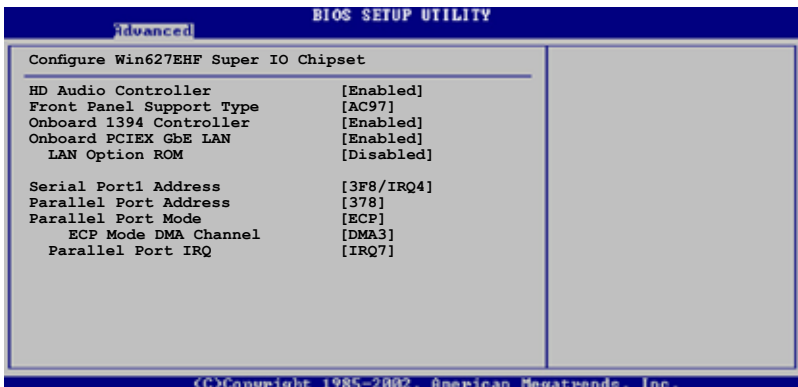 BIOS SETUP UTILITY
Advanced
Configure Win627EHF Super IO Chipset
HD Audio Controller [Enabled]
Front Panel Support Type [AC97]
Onboard 1394 Controller [Enabled]
Onboard PCIEX GbE LAN [Enabled]
LAN Option ROM [Disabled]
Serial Port1 Address [3F8/IRQ4]
Parallel Port Address [378]
Parallel Port Mode [ECP]
ECP Mode DMA Channel [DMA3]
Parallel Port IRQ [IRQ7]
(C)Copyright 1985-2002, American Megatrends, Inc.